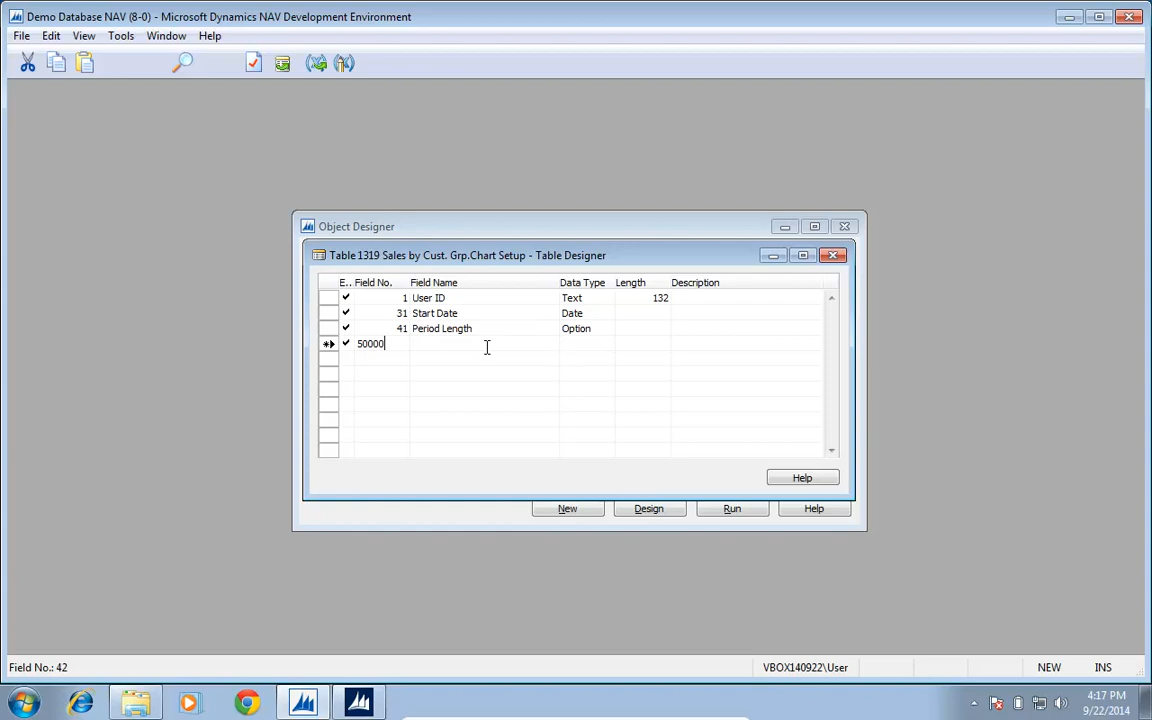 Demo Database NAV (8-0) - Microsoft Dynamics NAV Development Environment
File Edit View Tools Window Help
Object Designer
Table 1319 Sales by Cust. Grp.Chart Setup - Table Designer
E.. Field No. Field Name Data Type Length Description
1 User ID Text 132
31 Start Date Date
41 Period Length Option
50000
Help
New Design Run Help
Field No.: 42 VBOX140922\User NEW INS
4:17 PM
9/22/2014